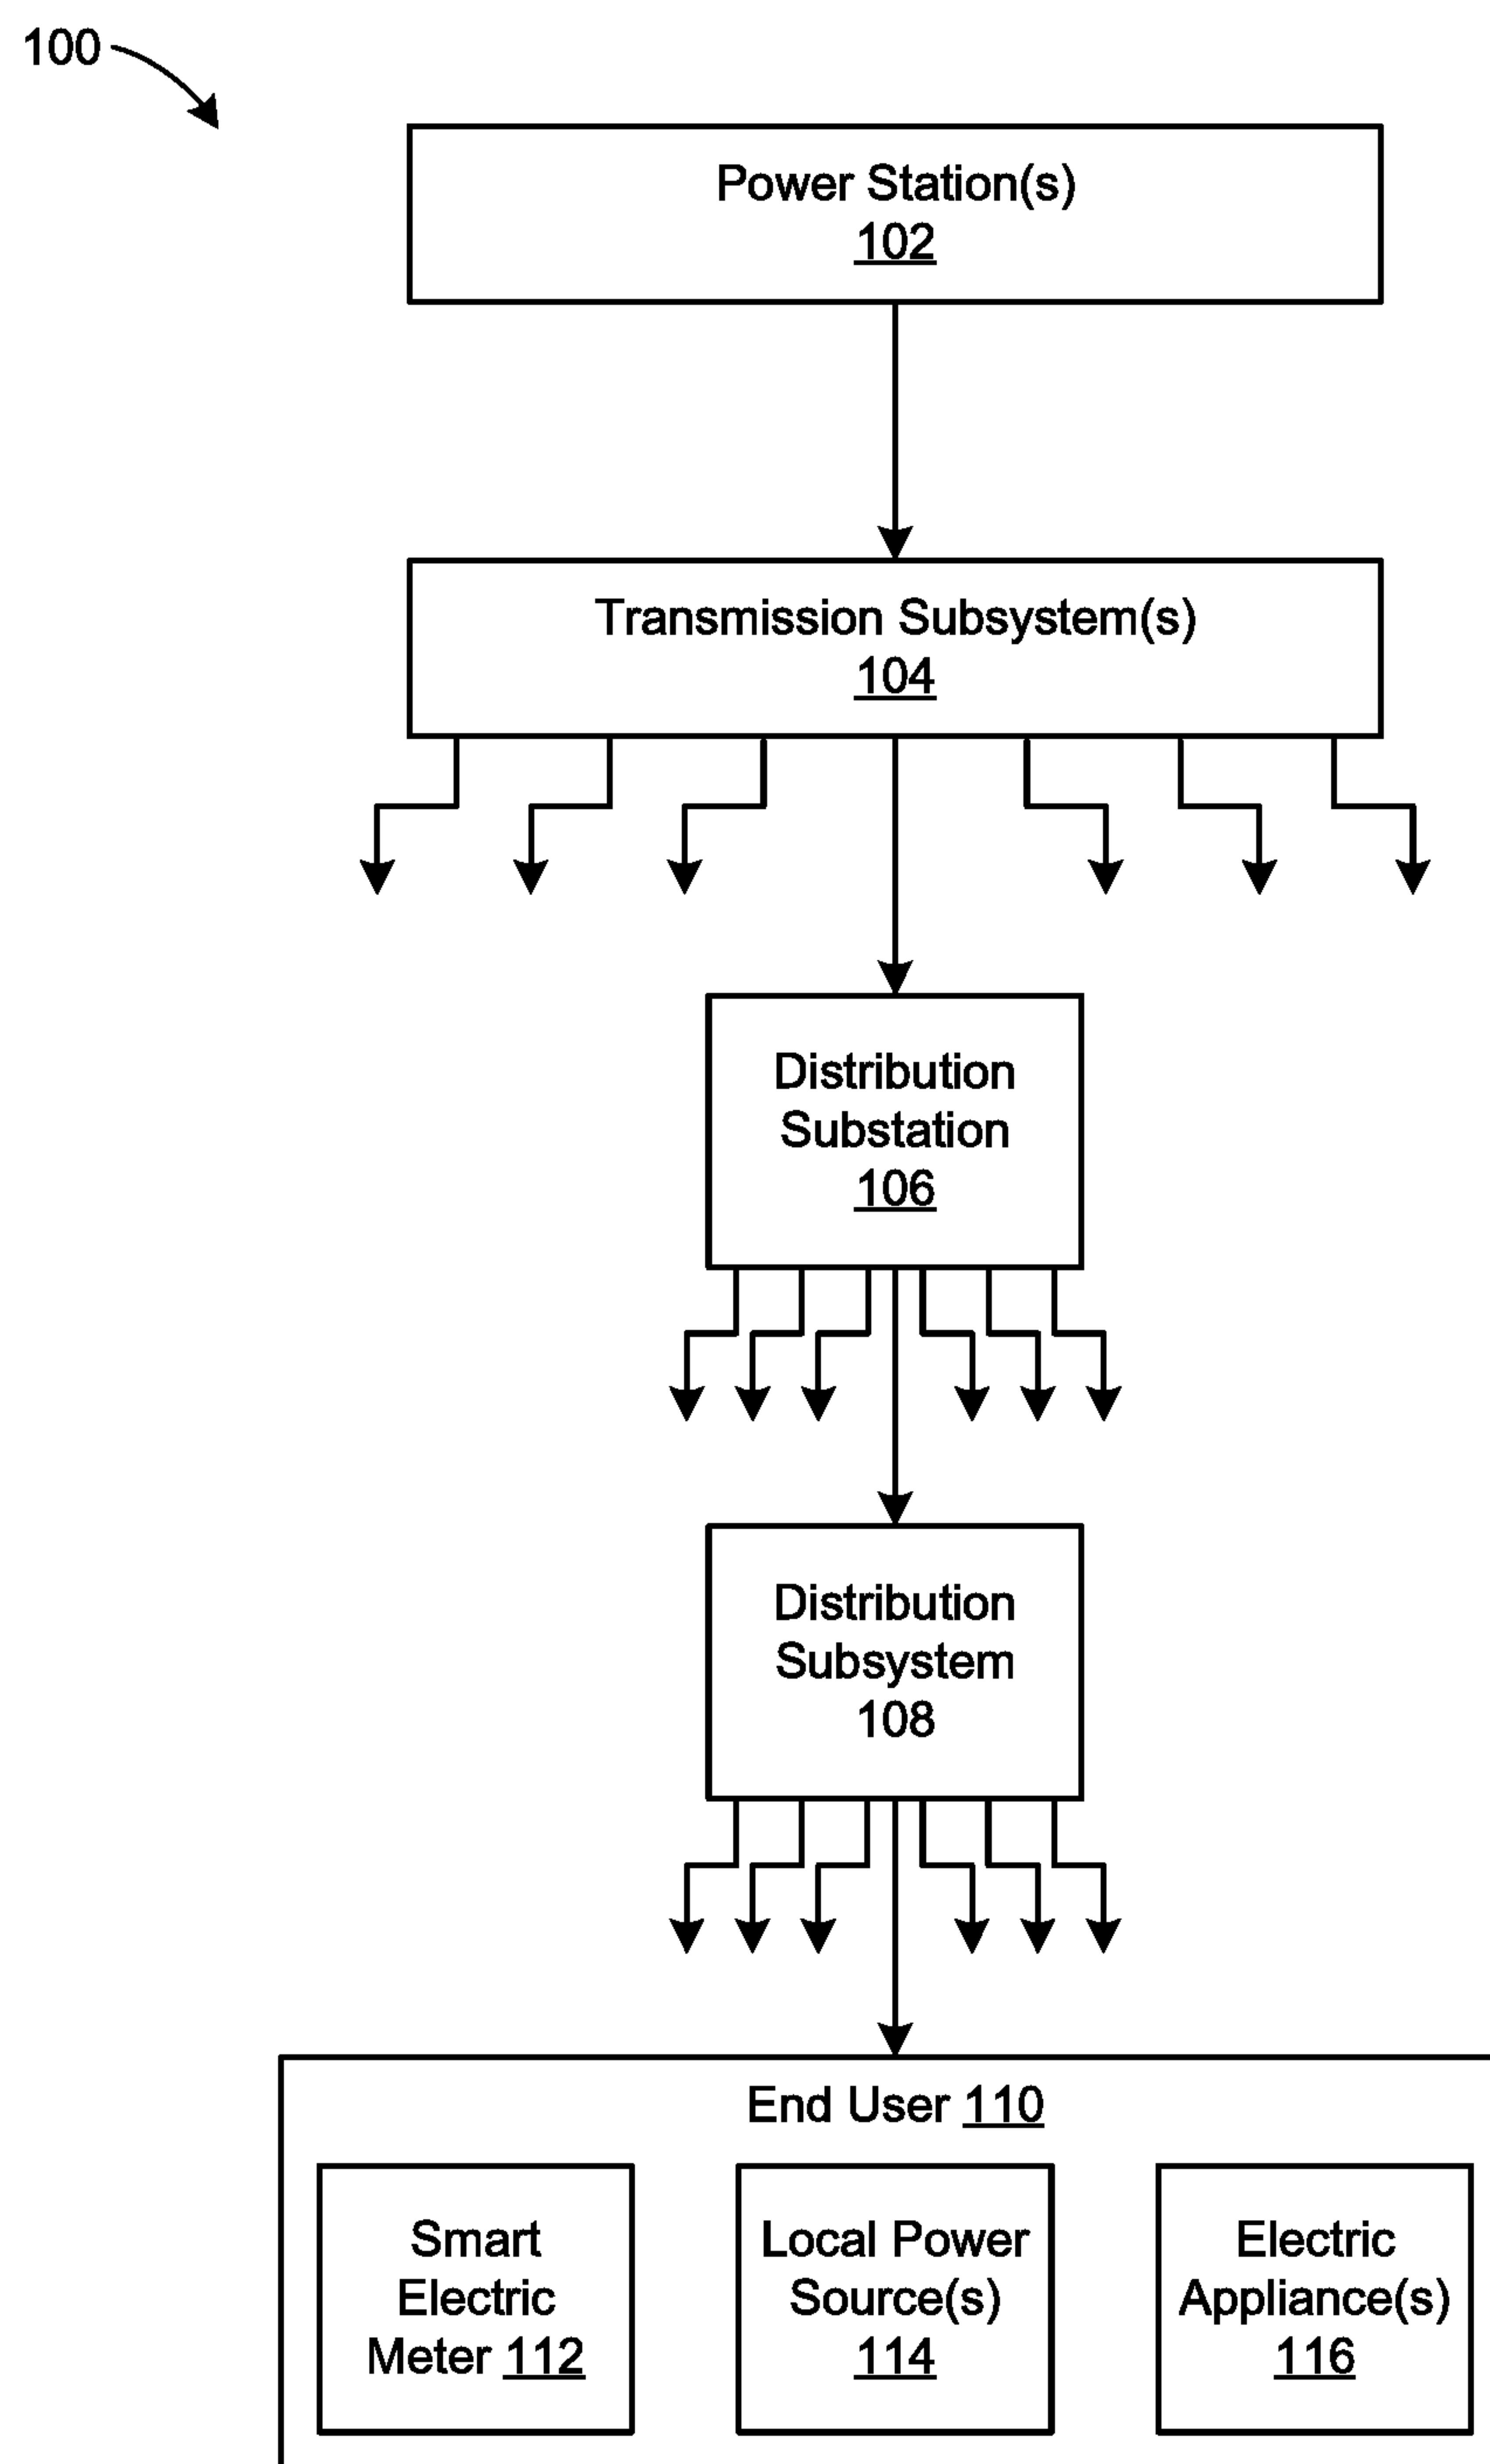 100
Power Station(s)
102
Transmission Subsystem(s)
104
Distribution
Substation
106
Distribution
Subsystem
108
End User 110
Smart
Electric
Meter 112
Local Power
Source(s)
114
Electric
Appliance(s)
116